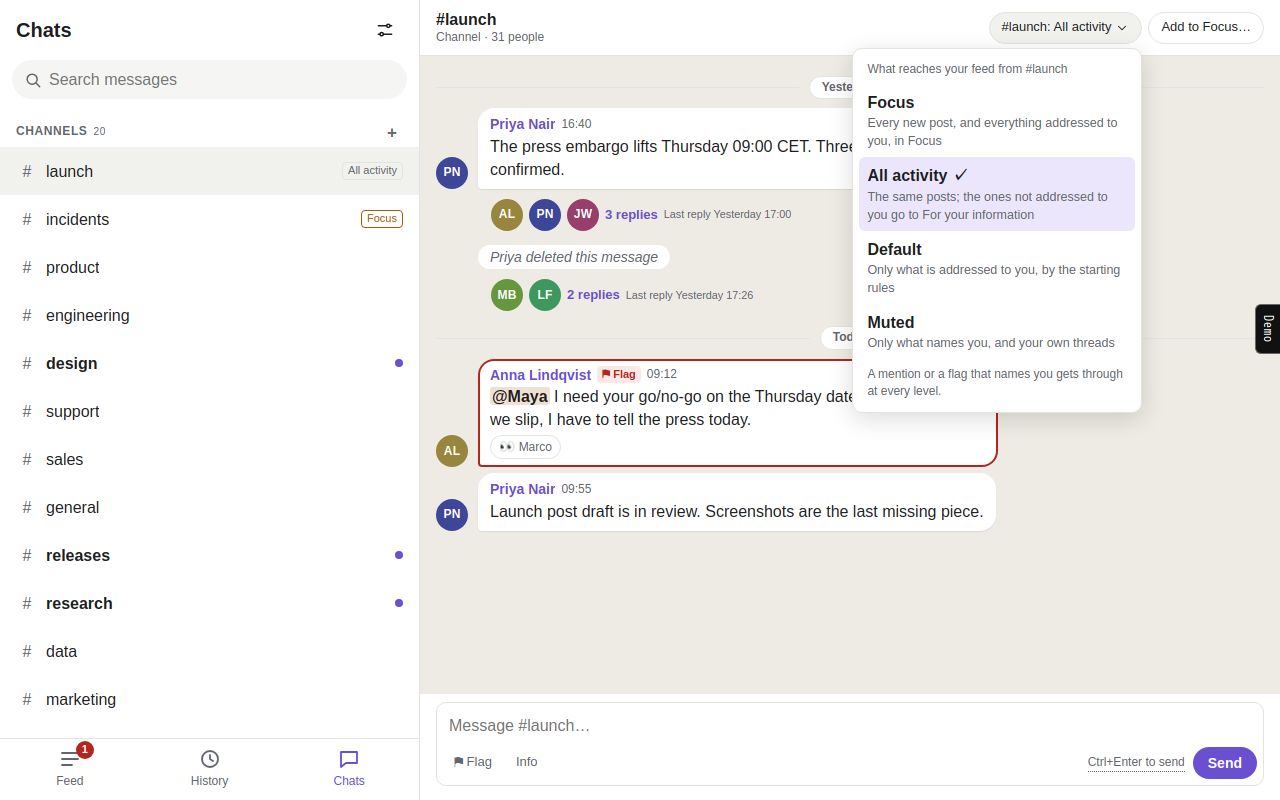 Chats
Search messages
CHANNELS 20
+
# launch All activity
# incidents Focus
# product
# engineering
# design
# support
# sales
# general
# releases
# research
# data
# marketing
1
Feed
History
Chats
#launch
Channel · 31 people
#launch: All activity
Add to Focus…
What reaches your feed from #launch
Focus
Every new post, and everything addressed to
you, in Focus
All activity ✓
The same posts; the ones not addressed to
you go to For your information
Default
Only what is addressed to you, by the starting
rules
Muted
Only what names you, and your own threads
A mention or a flag that names you gets through
at every level.
Priya Nair 16:40
The press embargo lifts Thursday 09:00 CET. Three
confirmed.
PN
AL PN JW 3 replies Last reply Yesterday 17:00
Priya deleted this message
MB LF 2 replies Last reply Yesterday 17:26
Anna Lindqvist Flag 09:12
@Maya I need your go/no-go on the Thursday date
we slip, I have to tell the press today.
👀 Marco
AL
Priya Nair 09:55
Launch post draft is in review. Screenshots are the last missing piece.
PN
Demo
Message #launch…
Flag
Info
Ctrl+Enter to send
Send